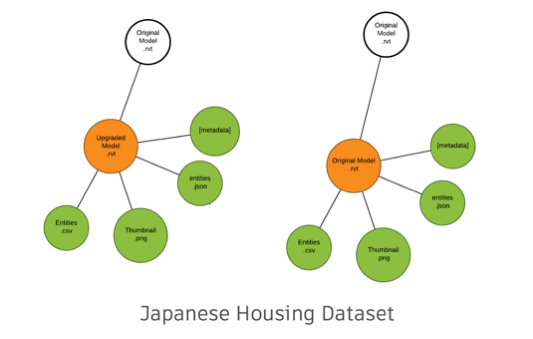 Original
Model
.rvt
Upgraded
Model
.rvt
[metadata]
entities
.json
Entities
.csv
Thumbnail
.png
Original
Model
.rvt
Original Model
.rvt
[metadata]
entities
.json
Entities
.csv
Thumbnail
.png
Japanese Housing Dataset